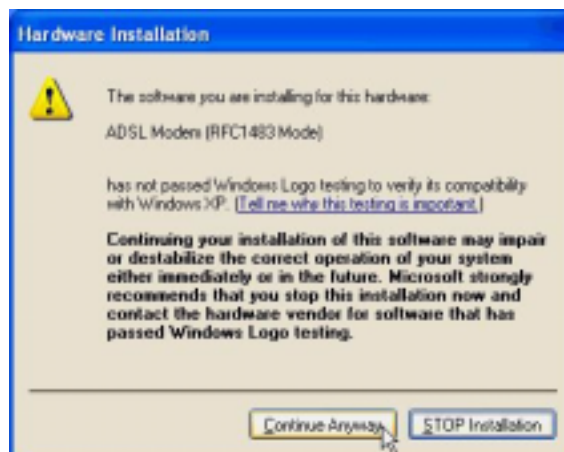 Hardware Installation
The software you are installing for this hardware:
ADSL Modem (RFC1483 Mode)
has not passed Windows Logo testing to verify its compatibility
with Windows XP. (Tell me why this testing is important.)
Continuing your installation of this software may impair
or destabilize the correct operation of your system
either immediately or in the future. Microsoft strongly
recommends that you stop this installation now and
contact the hardware vendor for software that has
passed Windows Logo testing.
Continue Anyway
STOP Installation